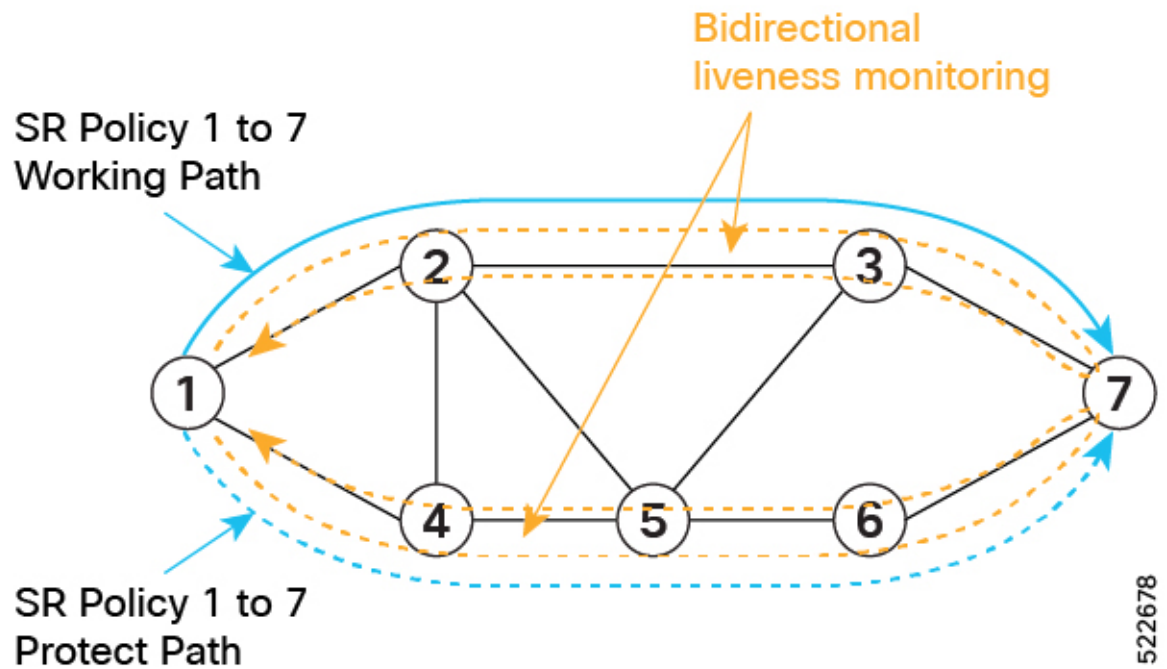 Bidirectional
liveness monitoring
SR Policy 1 to 7
Working Path
2
3
1
7
4
5
6
SR Policy 1 to 7
Protect Path
522678